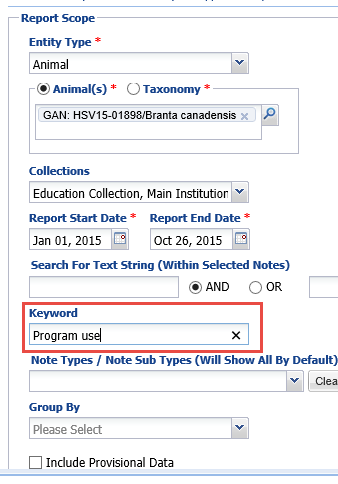 Report Scope
Entity Type *
Animal
Animal(s) * Taxonomy *
GAN: HSV15-01898/Branta canadensis
Collections
Education Collection, Main Institution
Report Start Date * Report End Date *
Jan 01, 2015 Oct 26, 2015
Search For Text String (Within Selected Notes)
AND OR
Keyword
Program use
Note Types / Note Sub Types (Will Show All By Default)
Clea
Group By
Please Select
Include Provisional Data